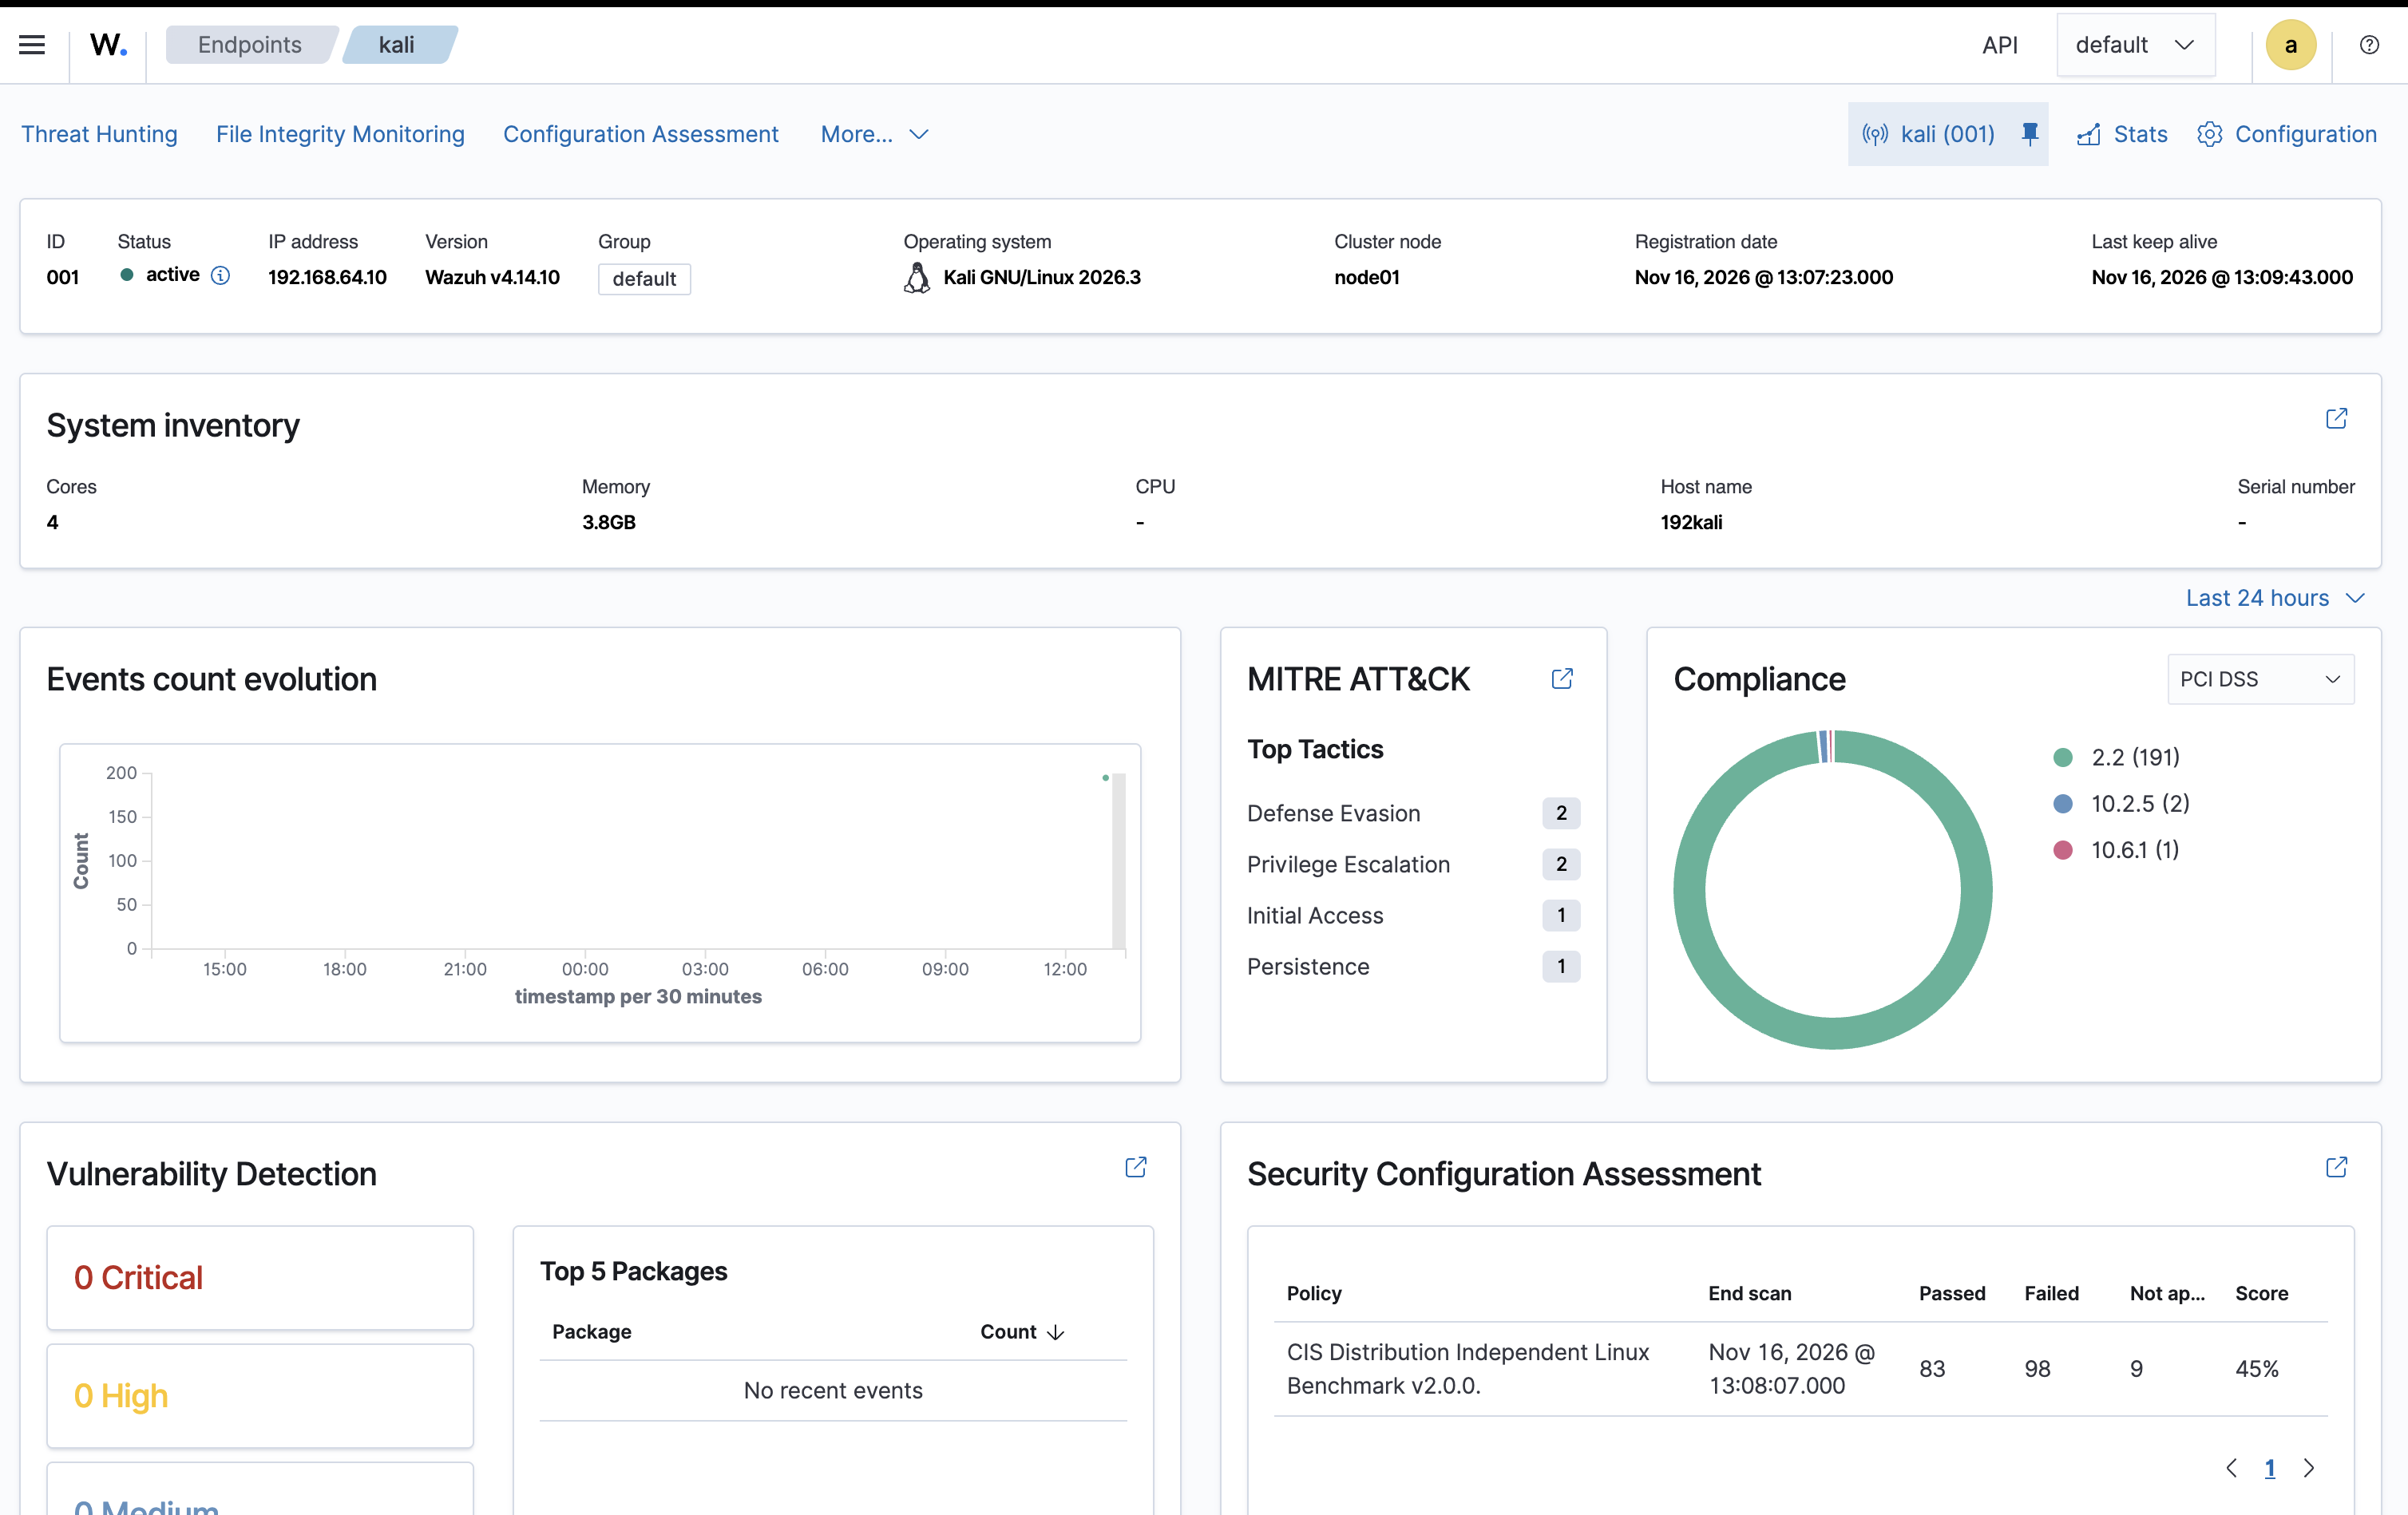 W.
Endpoints
kali
API
default
a
Threat Hunting
File Integrity Monitoring
Configuration Assessment
More...
kali (001)
Stats
Configuration
ID
Status
IP address
Version
Group
Operating system
Cluster node
Registration date
Last keep alive
001
active
192.168.64.10
Wazuh v4.14.10
default
Kali GNU/Linux 2026.3
node01
Nov 16, 2026 @ 13:07:23.000
Nov 16, 2026 @ 13:09:43.000
System inventory
Cores
Memory
CPU
Host name
Serial number
4
3.8GB
-
192kali
-
Last 24 hours
Events count evolution
200
150
100
50
0
Count
15:00
18:00
21:00
00:00
03:00
06:00
09:00
12:00
timestamp per 30 minutes
MITRE ATT&CK
Top Tactics
Defense Evasion 2
Privilege Escalation 2
Initial Access 1
Persistence 1
Compliance
PCI DSS
2.2 (191)
10.2.5 (2)
10.6.1 (1)
Vulnerability Detection
0 Critical
0 High
0 Medium
Top 5 Packages
Package
Count
No recent events
Security Configuration Assessment
Policy
End scan
Passed
Failed
Not ap...
Score
CIS Distribution Independent Linux
Benchmark v2.0.0.
Nov 16, 2026 @
13:08:07.000
83
98
9
45%
1